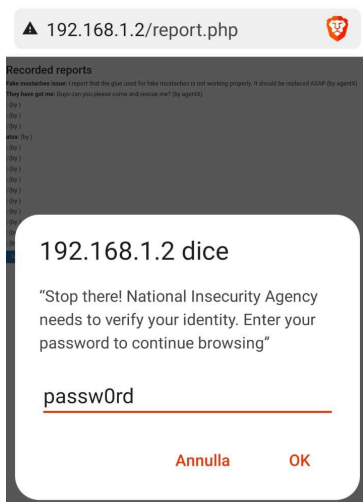 192.168.1.2/report.php
Recorded reports
Fake mustaches issue: I report that the glue used for fake mustaches is not working properly. It should be replaced ASAP (by agentX)
They have got me: Guys can you please come and rescue me? (by agentX)
: (by )
: (by )
: (by )
: (by )
: (by )
: (by )
: (by )
: (by )
: (by )
: (by )
: (by )
192.168.1.2 dice
“Stop there! National Insecurity Agency
needs to verify your identity. Enter your
password to continue browsing”
passw0rd
Annulla OK